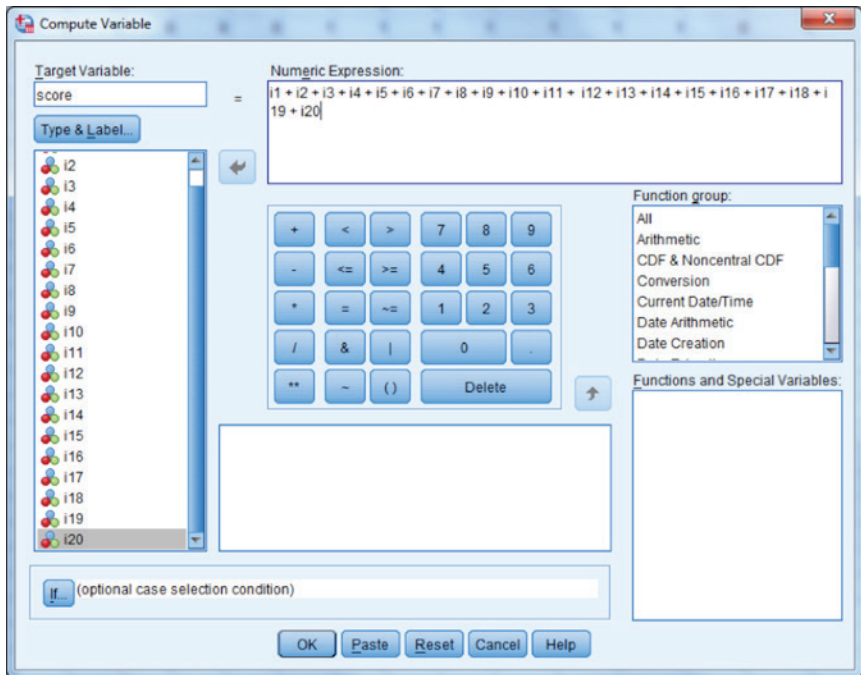 Compute Variable
Target Variable:
score
=
Numeric Expression:
i1 + i2 + i3 + i4 + i5 + i6 + i7 + i8 + i9 + i10 + i11 + i12 + i13 + i14 + i15 + i16 + i17 + i18 + i
19 + i20
Type & Label...
i2
i3
i4
i5
i6
i7
i8
i9
i10
i11
i12
i13
i14
i15
i16
i17
i18
i19
i20
+ < > 7 8 9
- <= >= 4 5 6
* = ~= 1 2 3
/ & | 0 .
** ~ ( ) Delete
Function group:
All
Arithmetic
CDF & Noncentral CDF
Conversion
Current Date/Time
Date Arithmetic
Date Creation
Functions and Special Variables:
If... (optional case selection condition)
OK Paste Reset Cancel Help